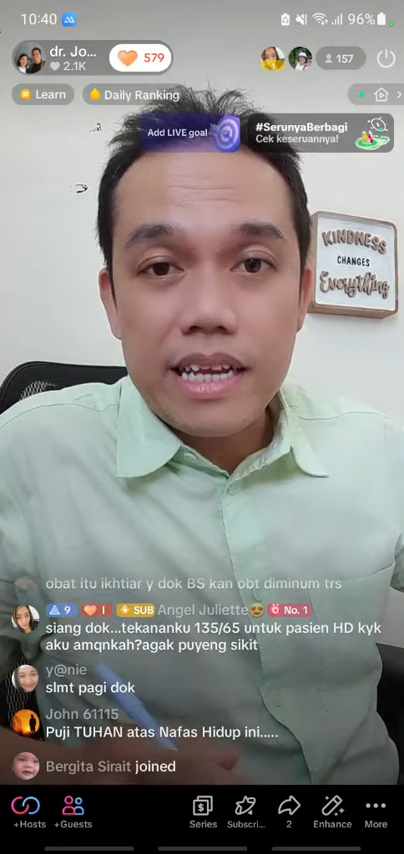 10:40
96%
dr. Jo...
2.1K
579
157
Learn
Daily Ranking
Add LIVE goal
#SerunyaBerbagi
Cek keseruannya!
KINDNESS
CHANGES
Everything
obat itu ikhtiar y dok BS kan obt diminum trs
9
1
SUB
Angel Juliette😍
No. 1
siang dok...tekananku 135/65 untuk pasien HD kyk
aku amqnkah?agak puyeng sikit
y@nie
slmt pagi dok
John 61115
Puji TUHAN atas Nafas Hidup ini.....
Bergita Sirait joined
+Hosts
+Guests
Series
Subscri...
2
Enhance
More